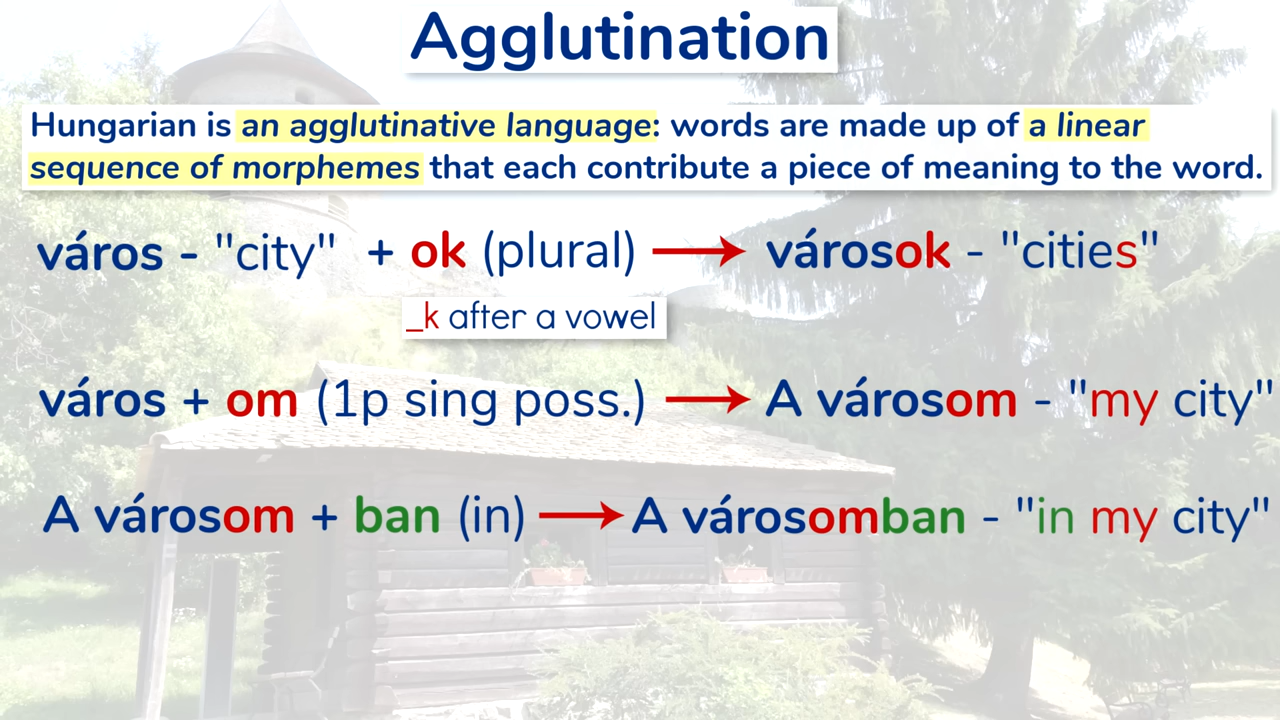 Agglutination
Hungarian is an agglutinative language: words are made up of a linear
sequence of morphemes that each contribute a piece of meaning to the word.
város - "city" + ok (plural) → városok - "cities"
_k after a vowel
város + om (1p sing poss.) → A városom - "my city"
A városom + ban (in) → A városomban - "in my city"